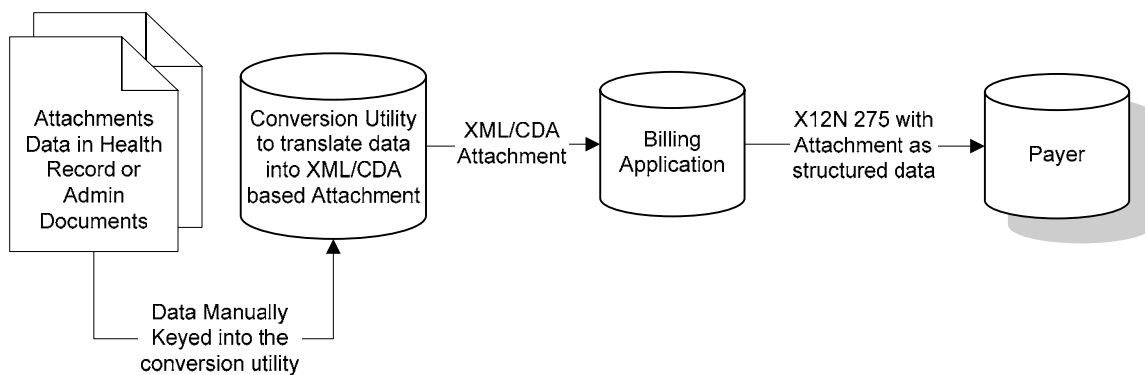 Attachments
Data in Health
Record or
Admin
Documents
Data Manually
Keyed into the
conversion utility
Conversion Utility
to translate data
into XML/CDA
based Attachment
XML/CDA
Attachment
Billing
Application
X12N 275 with
Attachment as
structured data
Payer